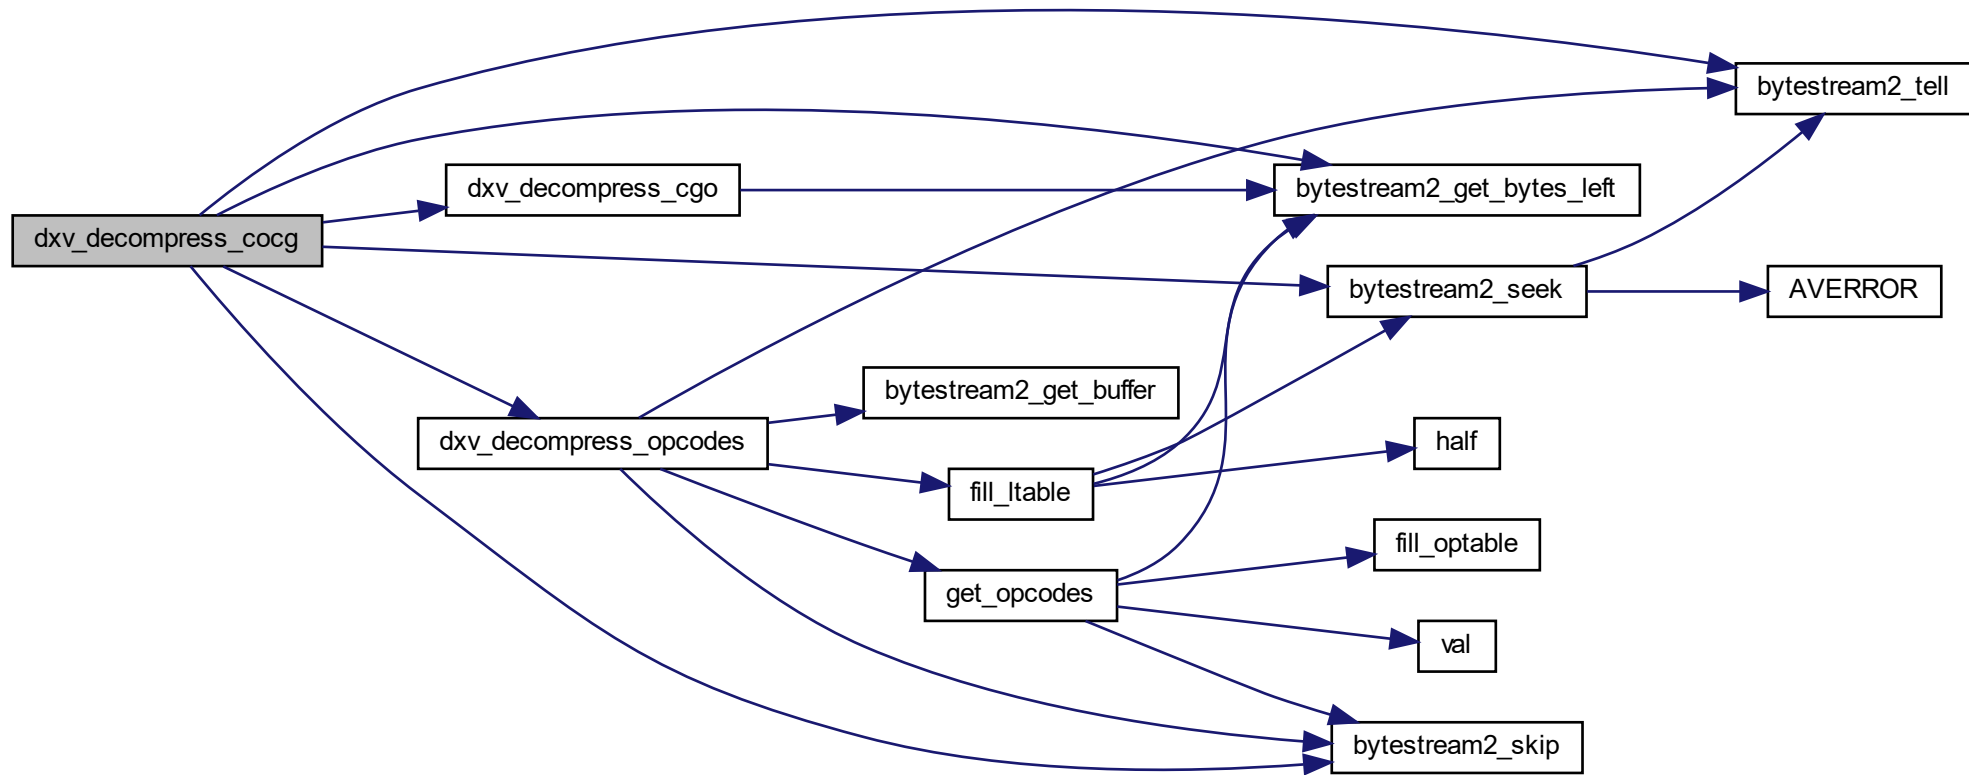 bytestream2_tell
dxv_decompress_cgo
bytestream2_get_bytes_left
dxv_decompress_cocg
bytestream2_seek
AVERROR
bytestream2_get_buffer
dxv_decompress_opcodes
half
fill_ltable
fill_optable
get_opcodes
val
bytestream2_skip